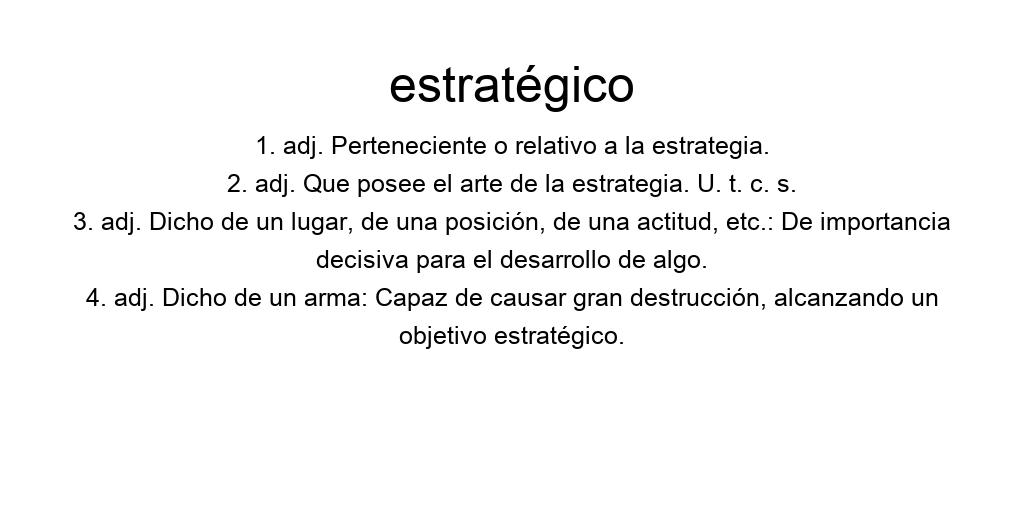 estratégico
1. adj. Perteneciente o relativo a la estrategia.
2. adj. Que posee el arte de la estrategia. U. t. c. s.
3. adj. Dicho de un lugar, de una posición, de una actitud, etc.: De importancia
decisiva para el desarrollo de algo.
4. adj. Dicho de un arma: Capaz de causar gran destrucción, alcanzando un
objetivo estratégico.